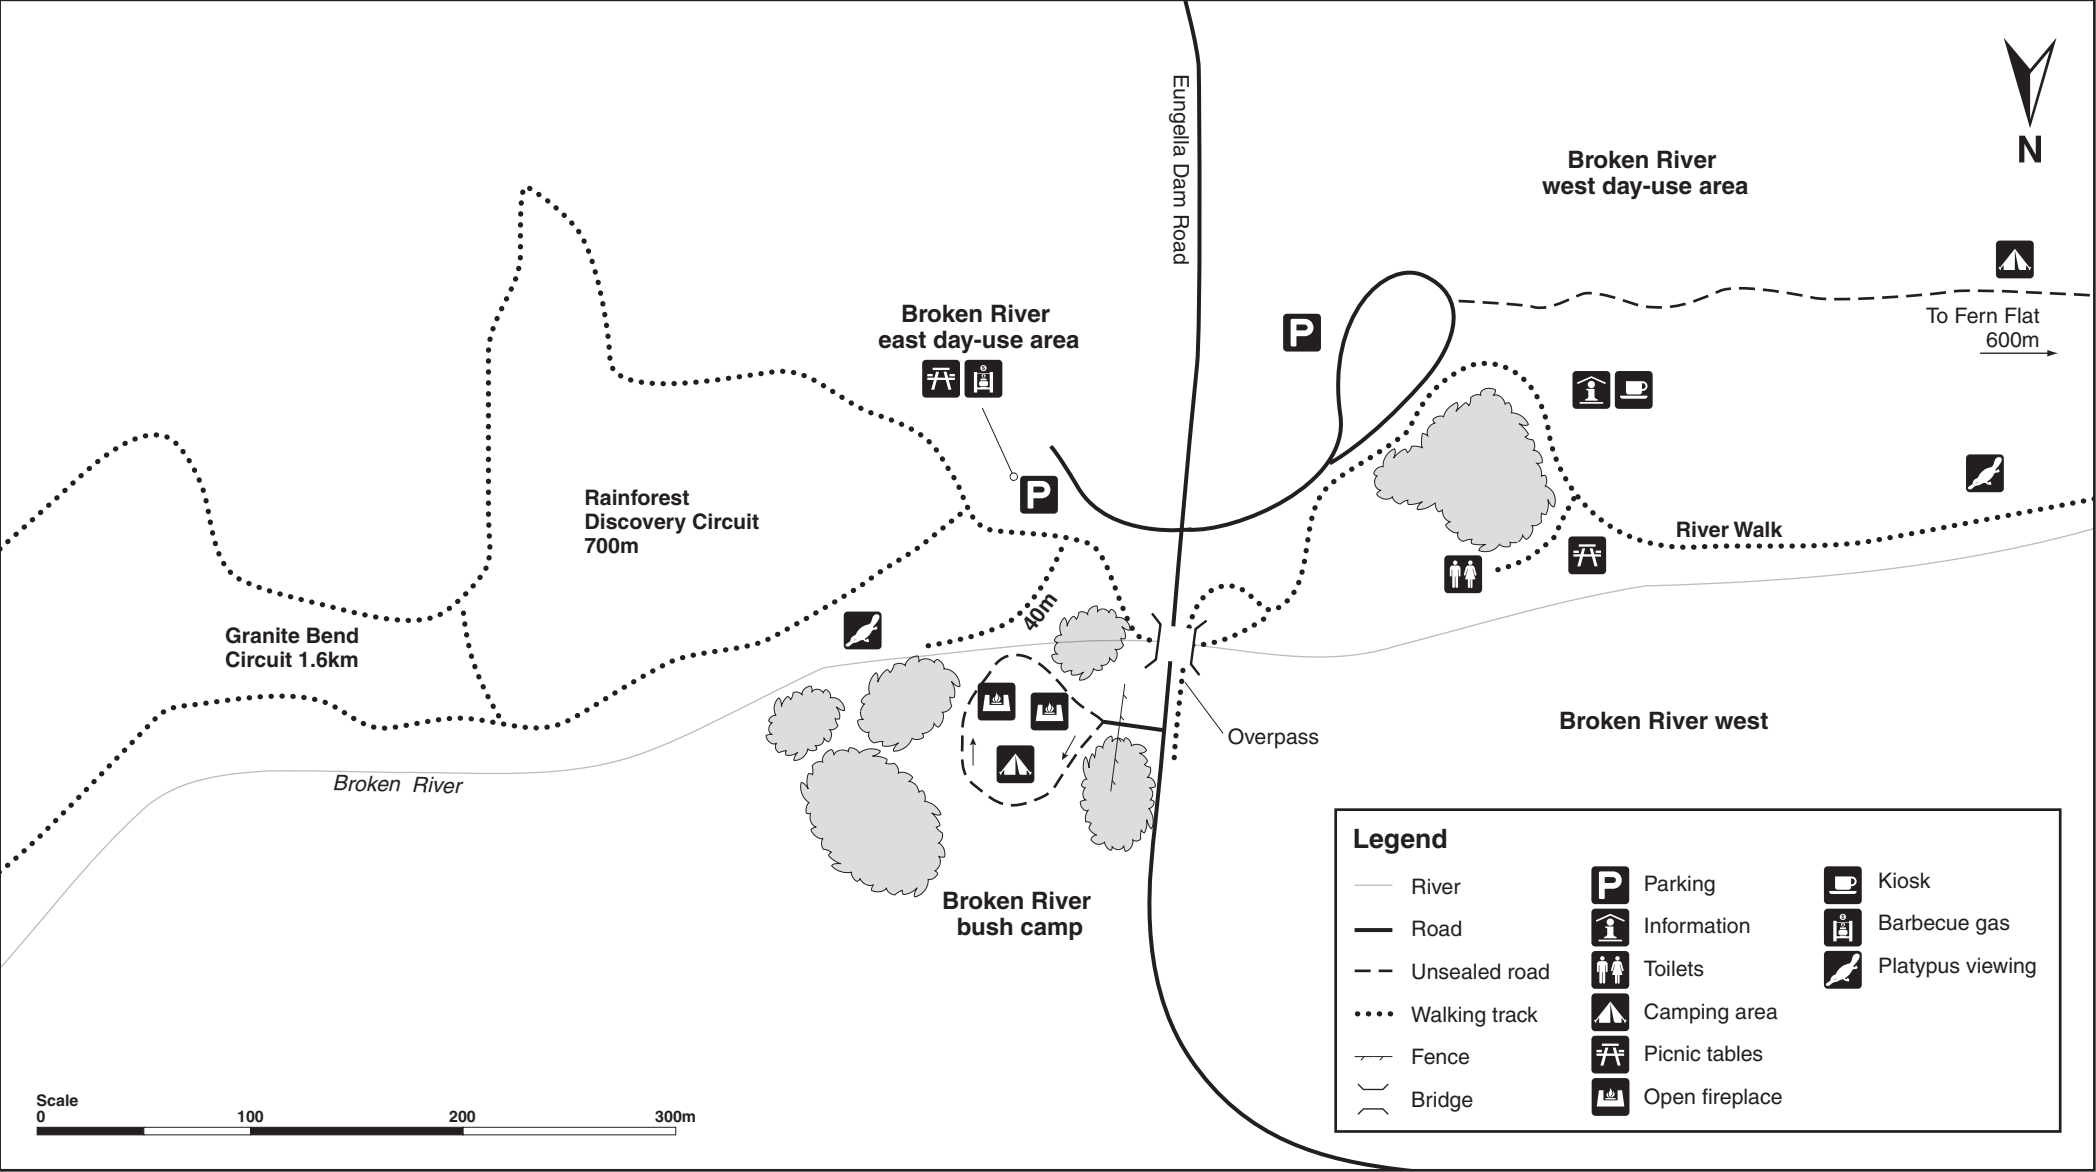 Eungella Dam Road
N
Broken River
west day-use area
To Fern Flat
600m
Broken River
east day-use area
P
P
Rainforest
Discovery Circuit
700m
River Walk
40m
Granite Bend
Circuit 1.6km
Broken River
Overpass
Broken River west
Broken River
bush camp
Scale
0 100 200 300m
Legend
River
Road
Unsealed road
Walking track
Fence
Bridge
P Parking
Information
Toilets
Camping area
Picnic tables
Open fireplace
Kiosk
Barbecue gas
Platypus viewing